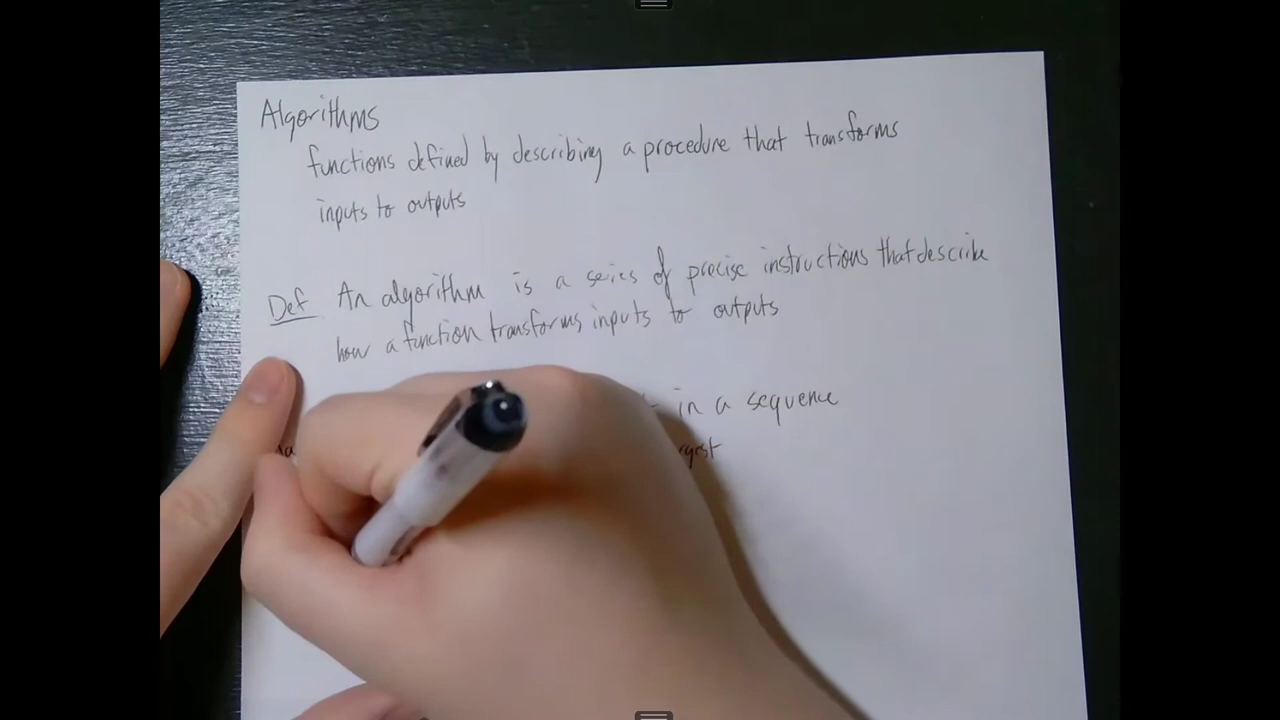 Algorithms
functions defined by describing a procedure that transforms
inputs to outputs
Def An algorithm is a series of precise instructions that describe
how a function transforms inputs to outputs
in a sequence